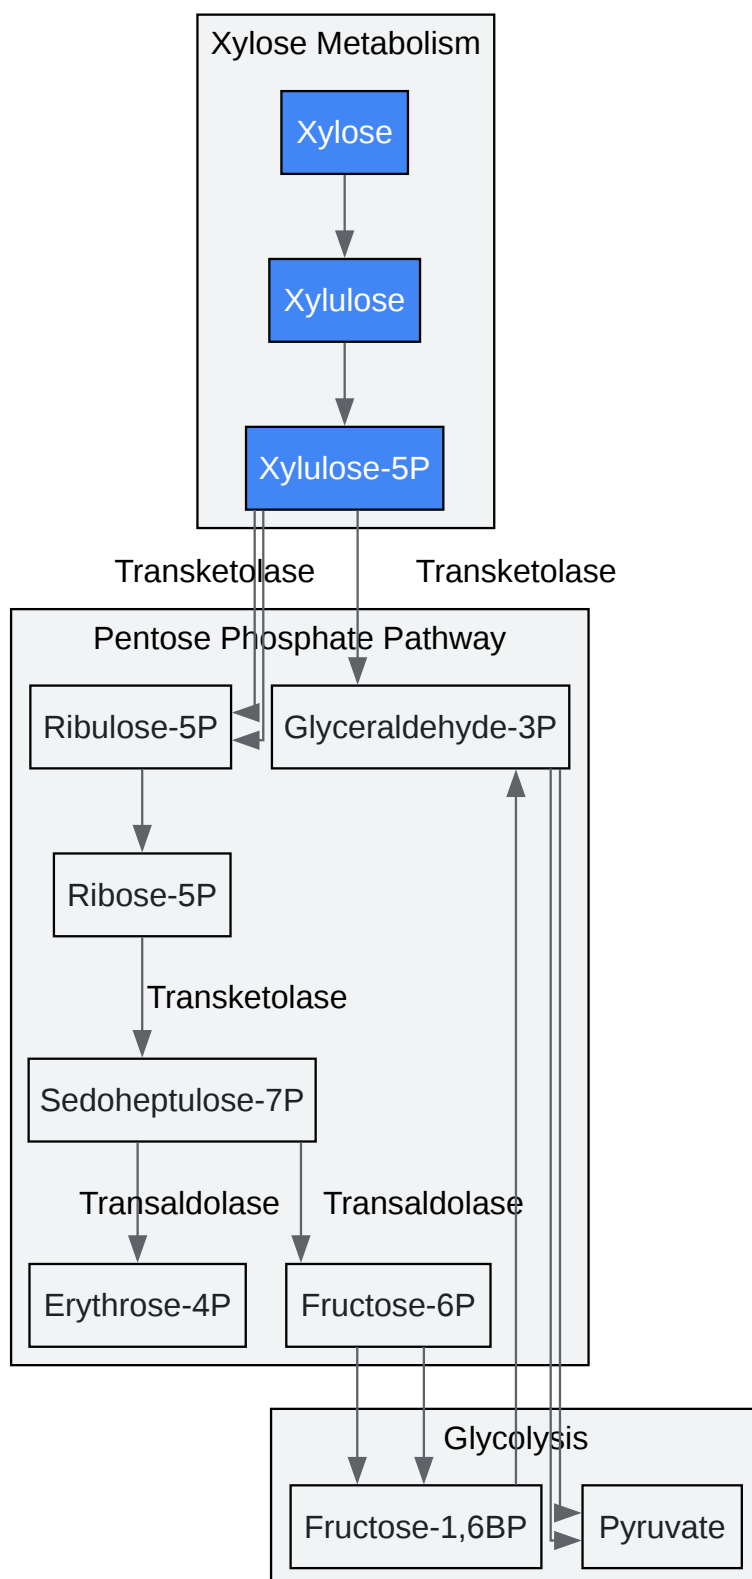 Xylose Metabolism
Xylose
Xylulose
Xylulose-5P
Transketolase
Transketolase
Pentose Phosphate Pathway
Ribulose-5P
Glyceraldehyde-3P
Ribose-5P
Transketolase
Sedoheptulose-7P
Transaldolase
Transaldolase
Erythrose-4P
Fructose-6P
Glycolysis
Fructose-1,6BP
Pyruvate